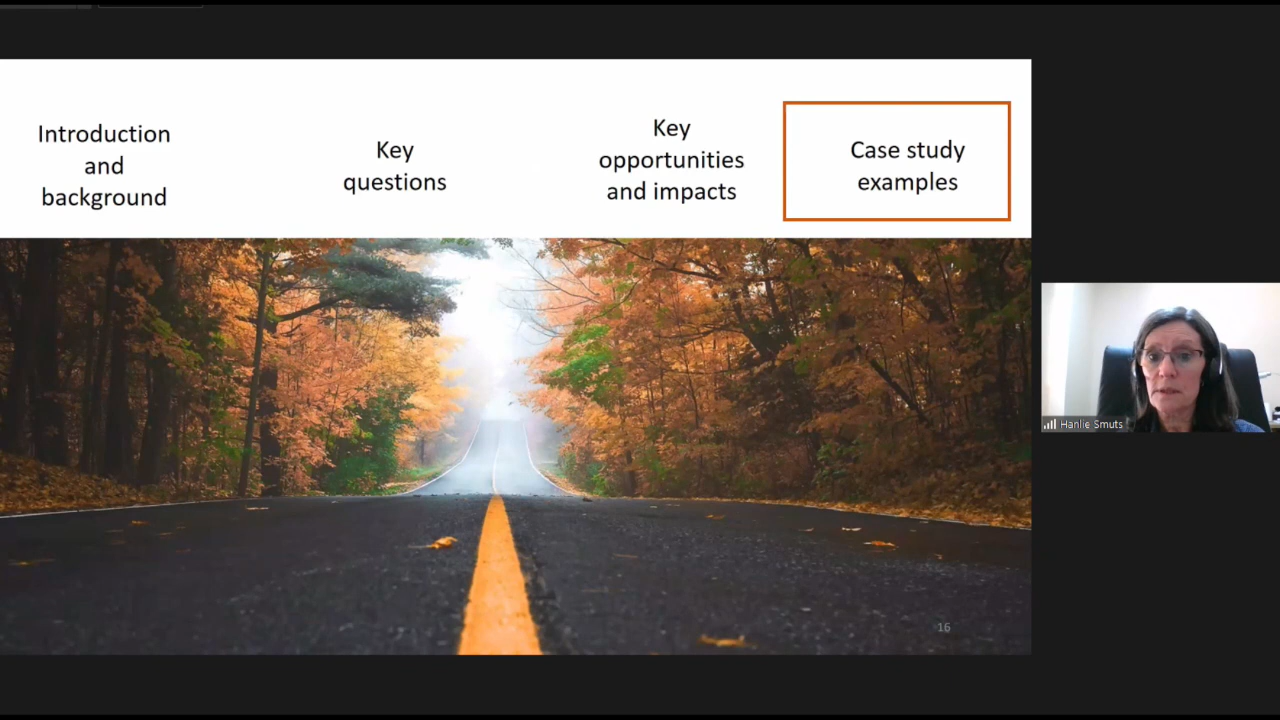 Introduction
and
background
Key
questions
Key
opportunities
and impacts
Case study
examples
Hanlie Smuts
16